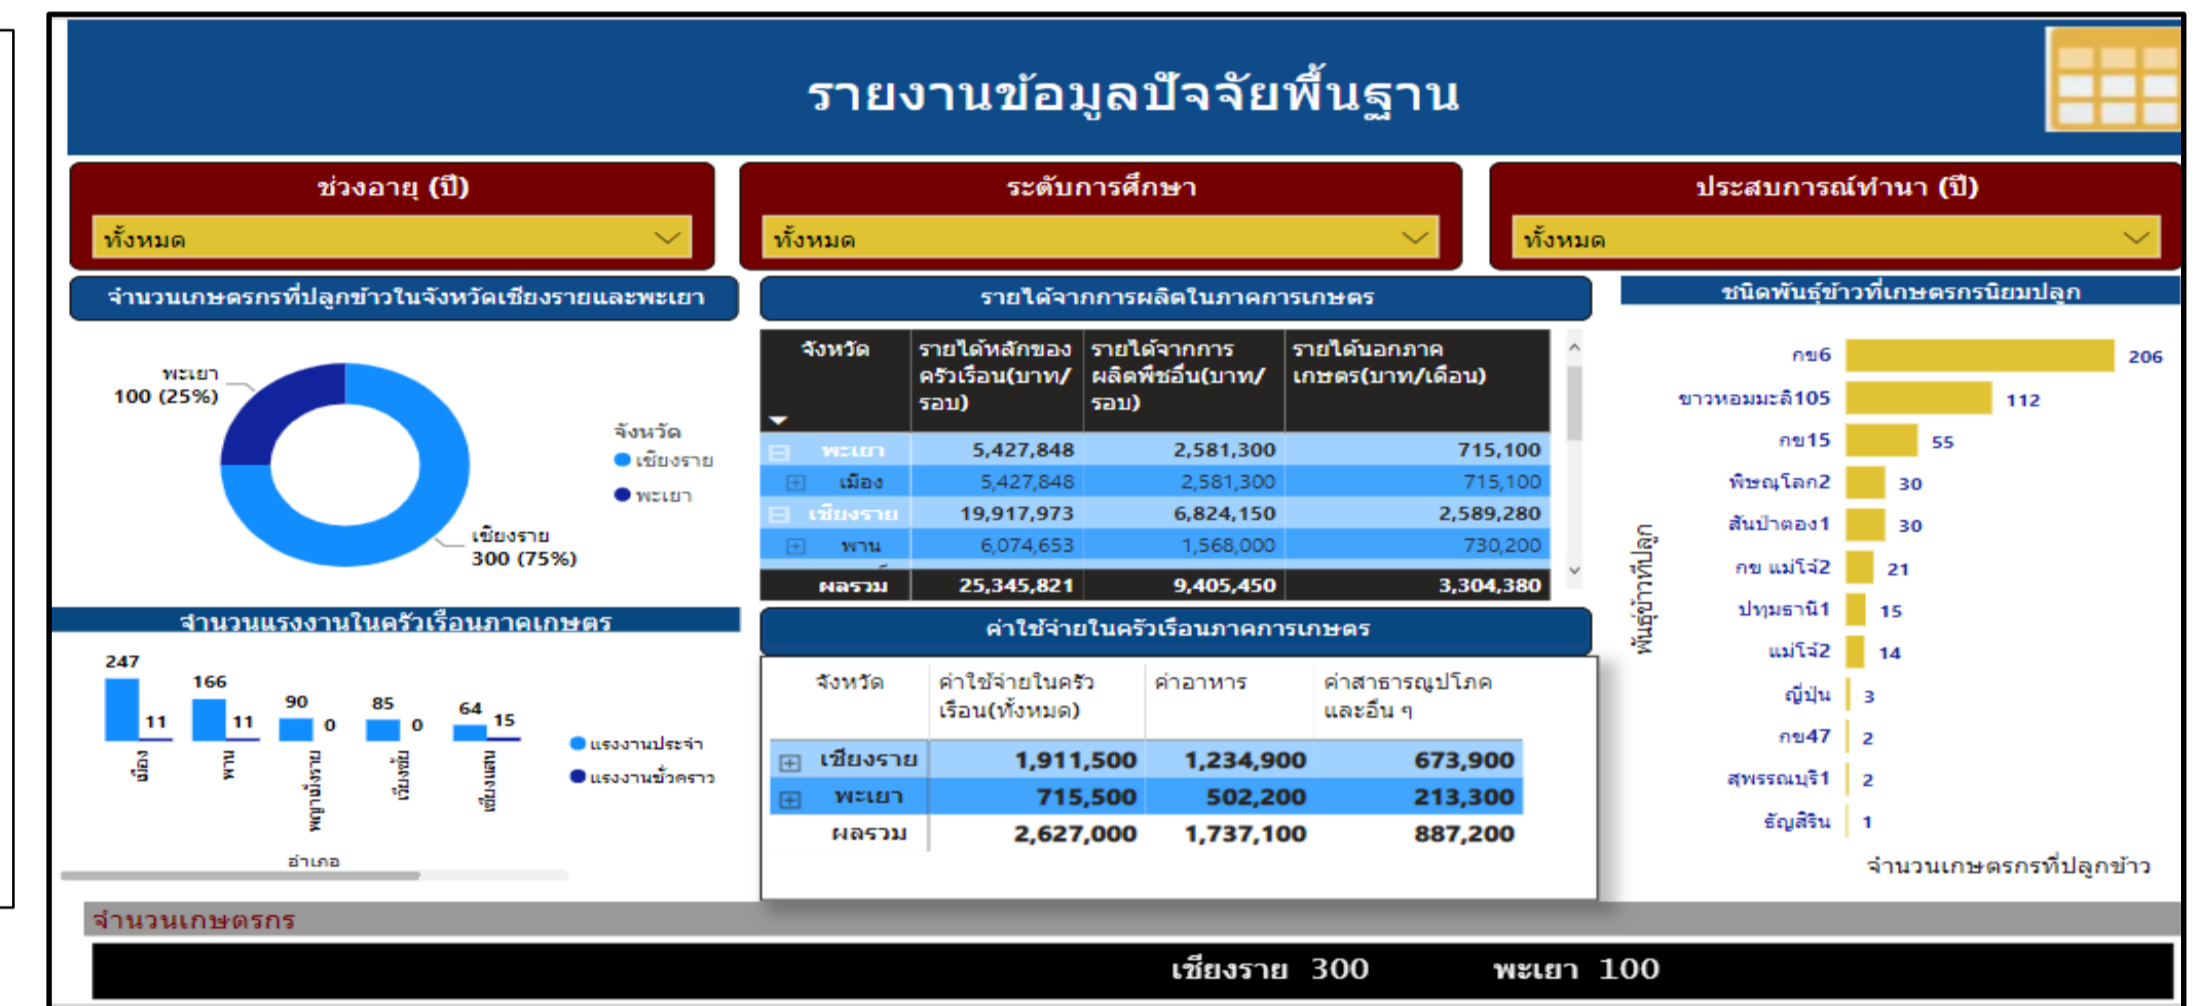 รายงานข้อมูลปัจจัยพื้นฐาน
ช่วงอายุ (ปี)
ทั้งหมด
ระดับการศึกษา
ทั้งหมด
ประสบการณ์ทำนา (ปี)
ทั้งหมด
จำนวนเกษตรกรที่ปลูกข้าวในจังหวัดเชียงรายและพะเยา
พะเยา
100 (25%)
จังหวัด
เชียงราย
พะเยา
เชียงราย
300 (75%)
รายได้จากการผลิตในภาคการเกษตร
จังหวัด รายได้หลักของ รายได้จากการ รายได้นอกภาค
ครัวเรือน(บาท/ ผลิตพืชอื่น(บาท/ เกษตร(บาท/เดือน)
รอบ) รอบ)
พะเยา 5,427,848 2,581,300 715,100
เมือง 5,427,848 2,581,300 715,100
เชียงราย 19,917,973 6,824,150 2,589,280
พาน 6,074,653 1,568,000 730,200
ผลรวม 25,345,821 9,405,450 3,304,380
ชนิดพันธุ์ข้าวที่เกษตรกรนิยมปลูก
พันธุ์ข้าวที่ปลูก
กข6 206
ขาวหอมมะลิ105 112
กข15 55
พิษณุโลก2 30
สันป่าตอง1 30
กข แม่โจ้2 21
ปทุมธานี1 15
แม่โจ้2 14
ญี่ปุ่น 3
กข47 2
สุพรรณบุรี1 2
ธัญสิริน 1
จำนวนเกษตรกรที่ปลูกข้าว
จำนวนแรงงานในครัวเรือนภาคเกษตร
247 11 166 11 90 0 85 0 64 15
เมือง พาน พญาเม็งราย เวียงชัย เชียงแสน
อำเภอ
แรงงานประจำ
แรงงานชั่วคราว
ค่าใช้จ่ายในครัวเรือนภาคการเกษตร
จังหวัด ค่าใช้จ่ายในครัว ค่าอาหาร ค่าสาธารณูปโภค
เรือน(ทั้งหมด) และอื่น ๆ
เชียงราย 1,911,500 1,234,900 673,900
พะเยา 715,500 502,200 213,300
ผลรวม 2,627,000 1,737,100 887,200
จำนวนเกษตรกร
เชียงราย 300 พะเยา 100